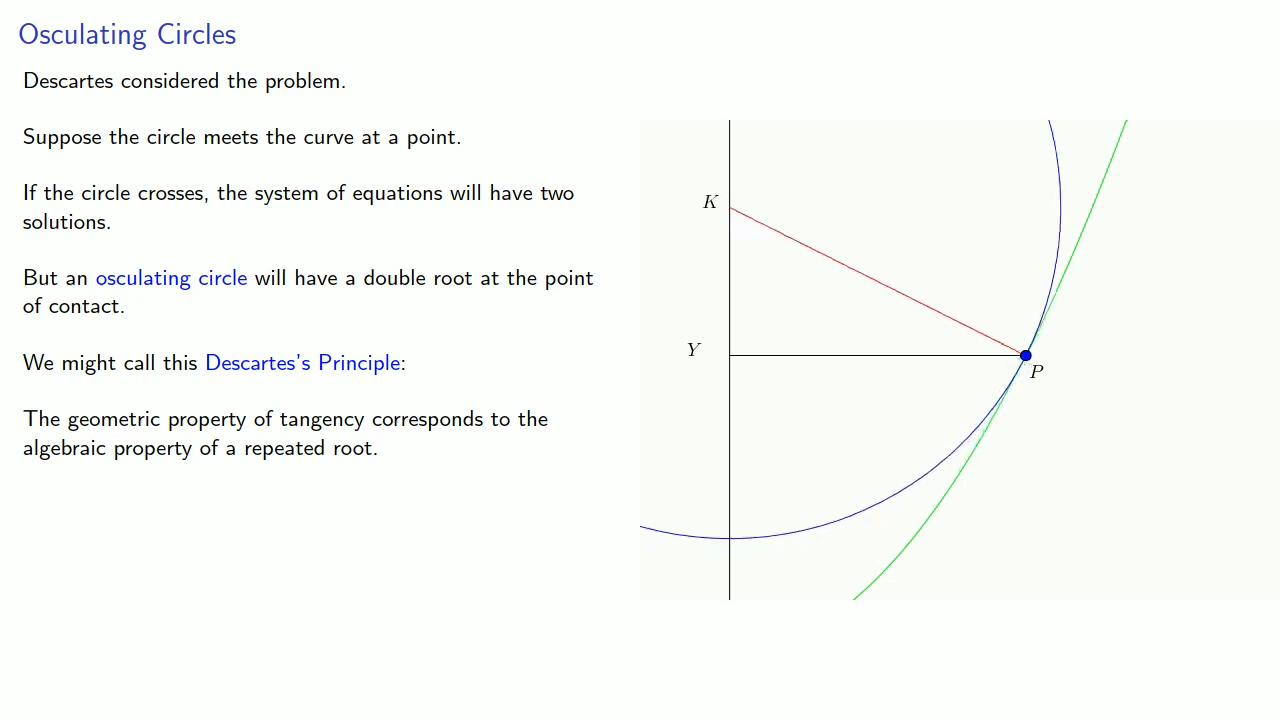 Osculating Circles
Descartes considered the problem.
Suppose the circle meets the curve at a point.
If the circle crosses, the system of equations will have two
solutions.
But an osculating circle will have a double root at the point
of contact.
We might call this Descartes's Principle:
The geometric property of tangency corresponds to the
algebraic property of a repeated root.
K
Y
P